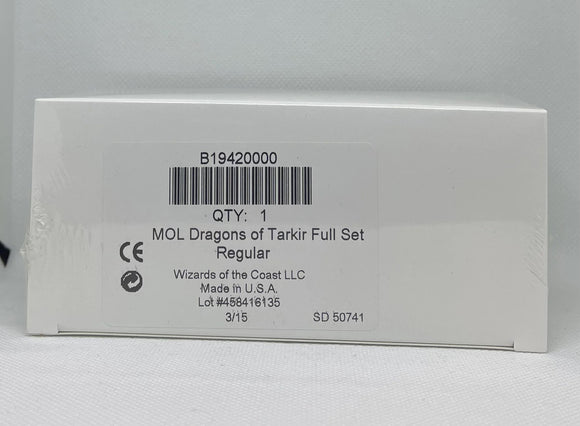 B19420000
QTY: 1
MOL Dragons of Tarkir Full Set
Regular
CE
Wizards of the Coast LLC
Made in U.S.A.
Lot #458416135
3/15 SD 50741